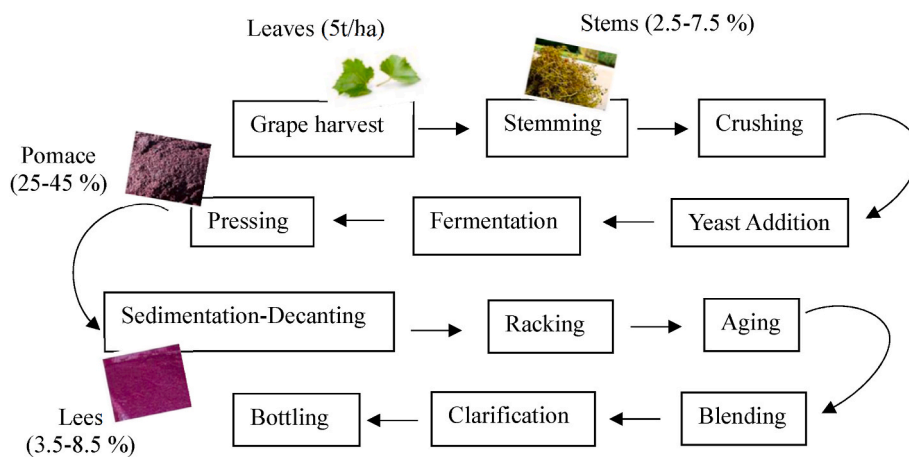 Leaves (5t/ha)
Stems (2.5-7.5 %)
Grape harvest
Stemming
Crushing
Pomace
(25-45 %)
Pressing
Fermentation
Yeast Addition
Sedimentation-Decanting
Racking
Aging
Lees
(3.5-8.5 %)
Bottling
Clarification
Blending